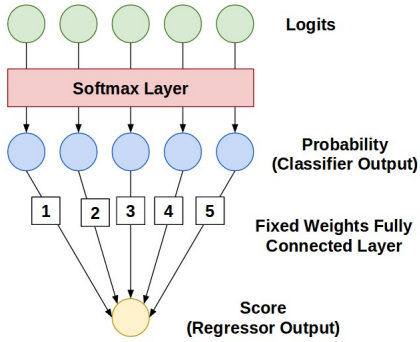 Logits
Softmax Layer
Probability
(Classifier Output)
1 2 3 4 5
Fixed Weights Fully
Connected Layer
Score
(Regressor Output)